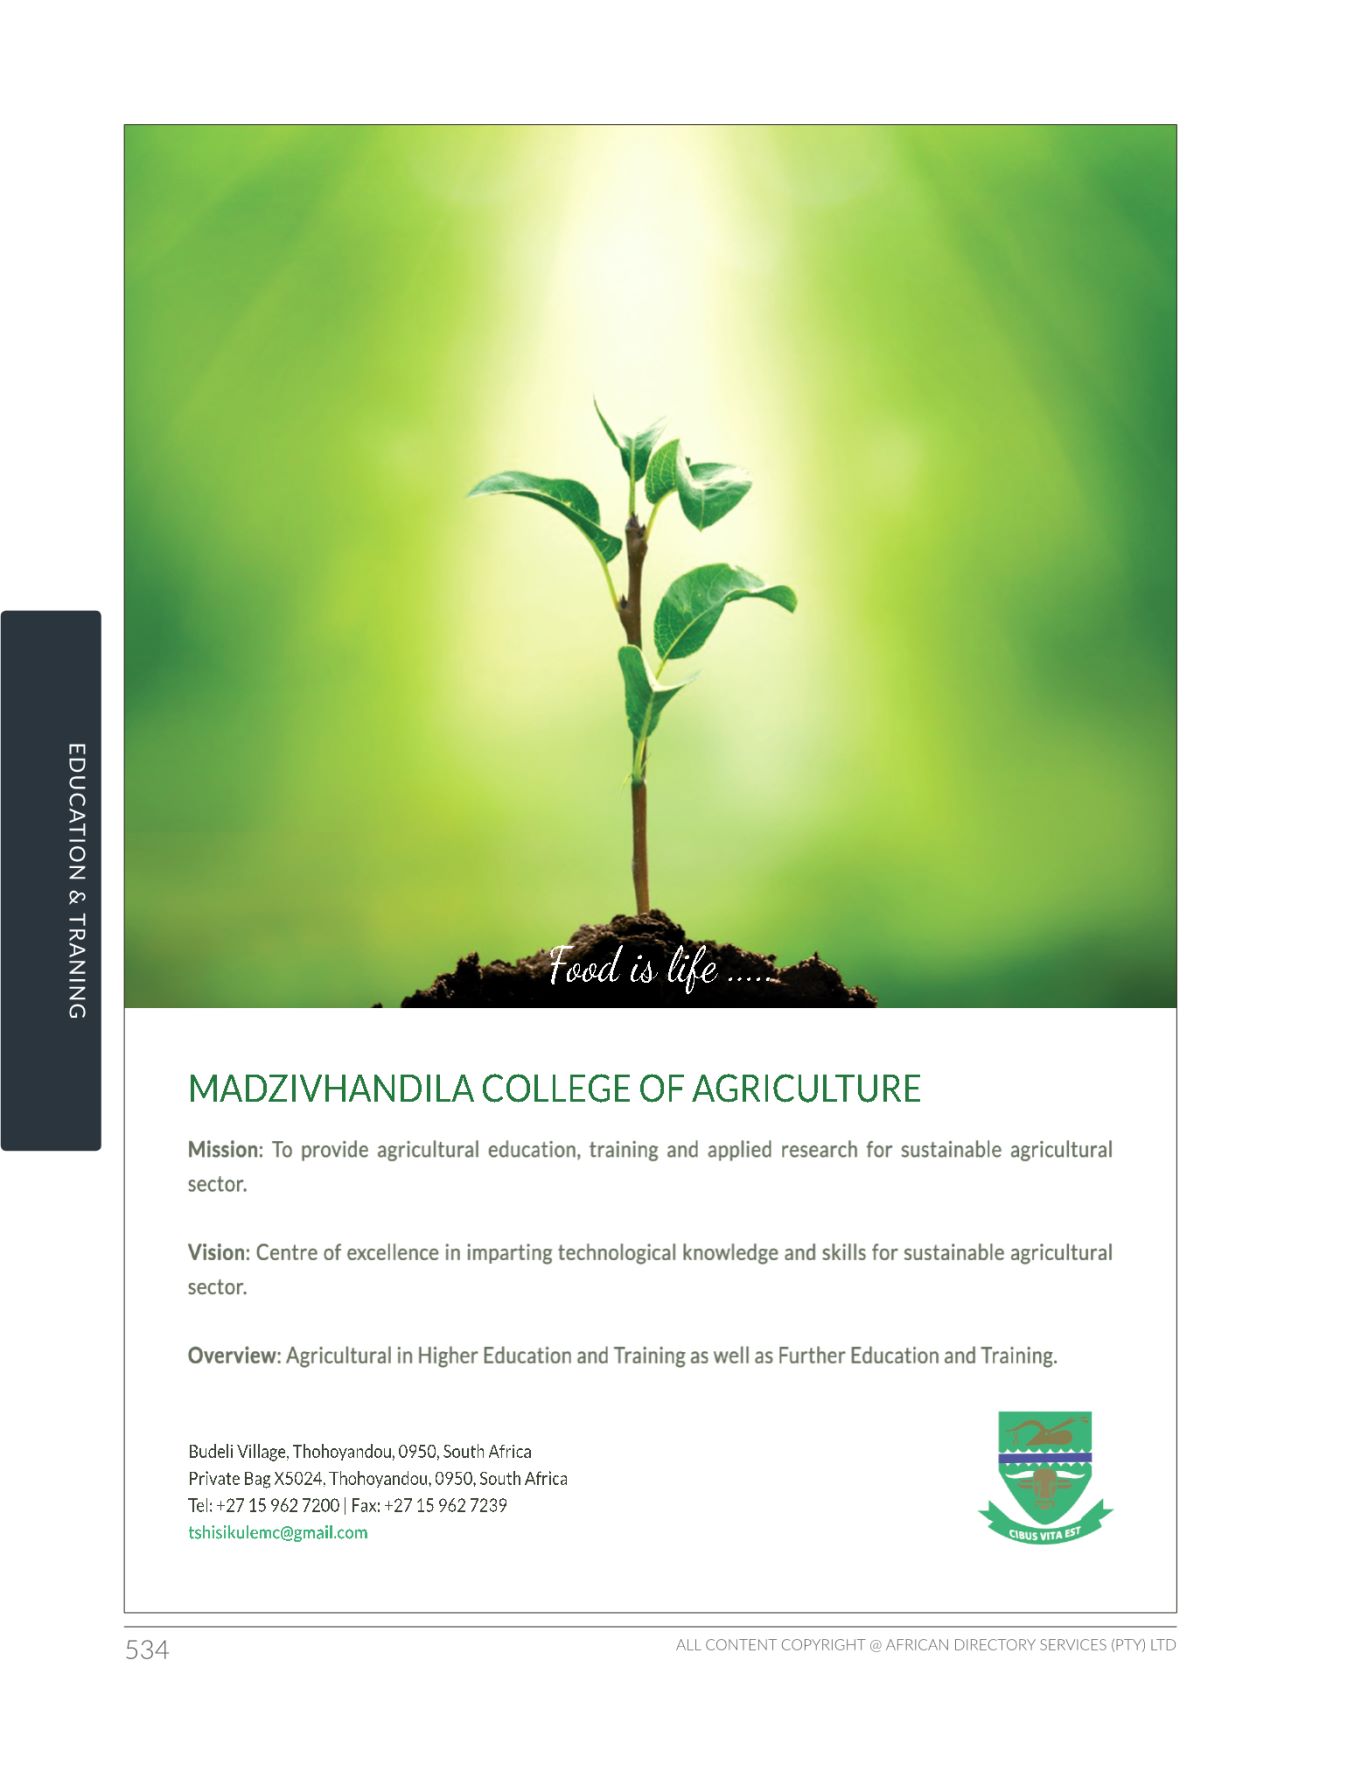 EDUCATION & TRANING
Food is life .....
MADZIVHANDILA COLLEGE OF AGRICULTURE
Mission: To provide agricultural education, training and applied research for sustainable agricultural
sector.
Vision: Centre of excellence in imparting technological knowledge and skills for sustainable agricultural
sector.
Overview: Agricultural in Higher Education and Training as well as Further Education and Training.
Budeli Village, Thohoyandou, 0950, South Africa
Private Bag X5024, Thohoyandou, 0950, South Africa
Tel: +27 15 962 7200 | Fax: +27 15 962 7239
tshisikulemc@gmail.com
CIBUS VITA EST
534
ALL CONTENT COPYRIGHT @ AFRICAN DIRECTORY SERVICES (PTY) LTD